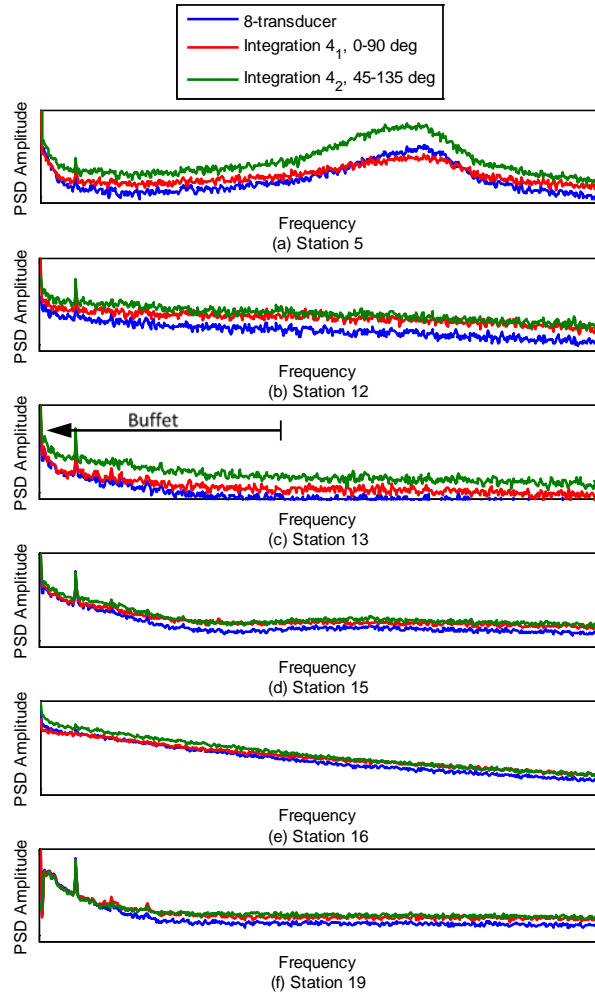 8-transducer
Integration 4₁, 0-90 deg
Integration 4₂, 45-135 deg
PSD Amplitude
Frequency
(a) Station 5
PSD Amplitude
Frequency
(b) Station 12
PSD Amplitude
Buffet
Frequency
(c) Station 13
PSD Amplitude
Frequency
(d) Station 15
PSD Amplitude
Frequency
(e) Station 16
PSD Amplitude
Frequency
(f) Station 19